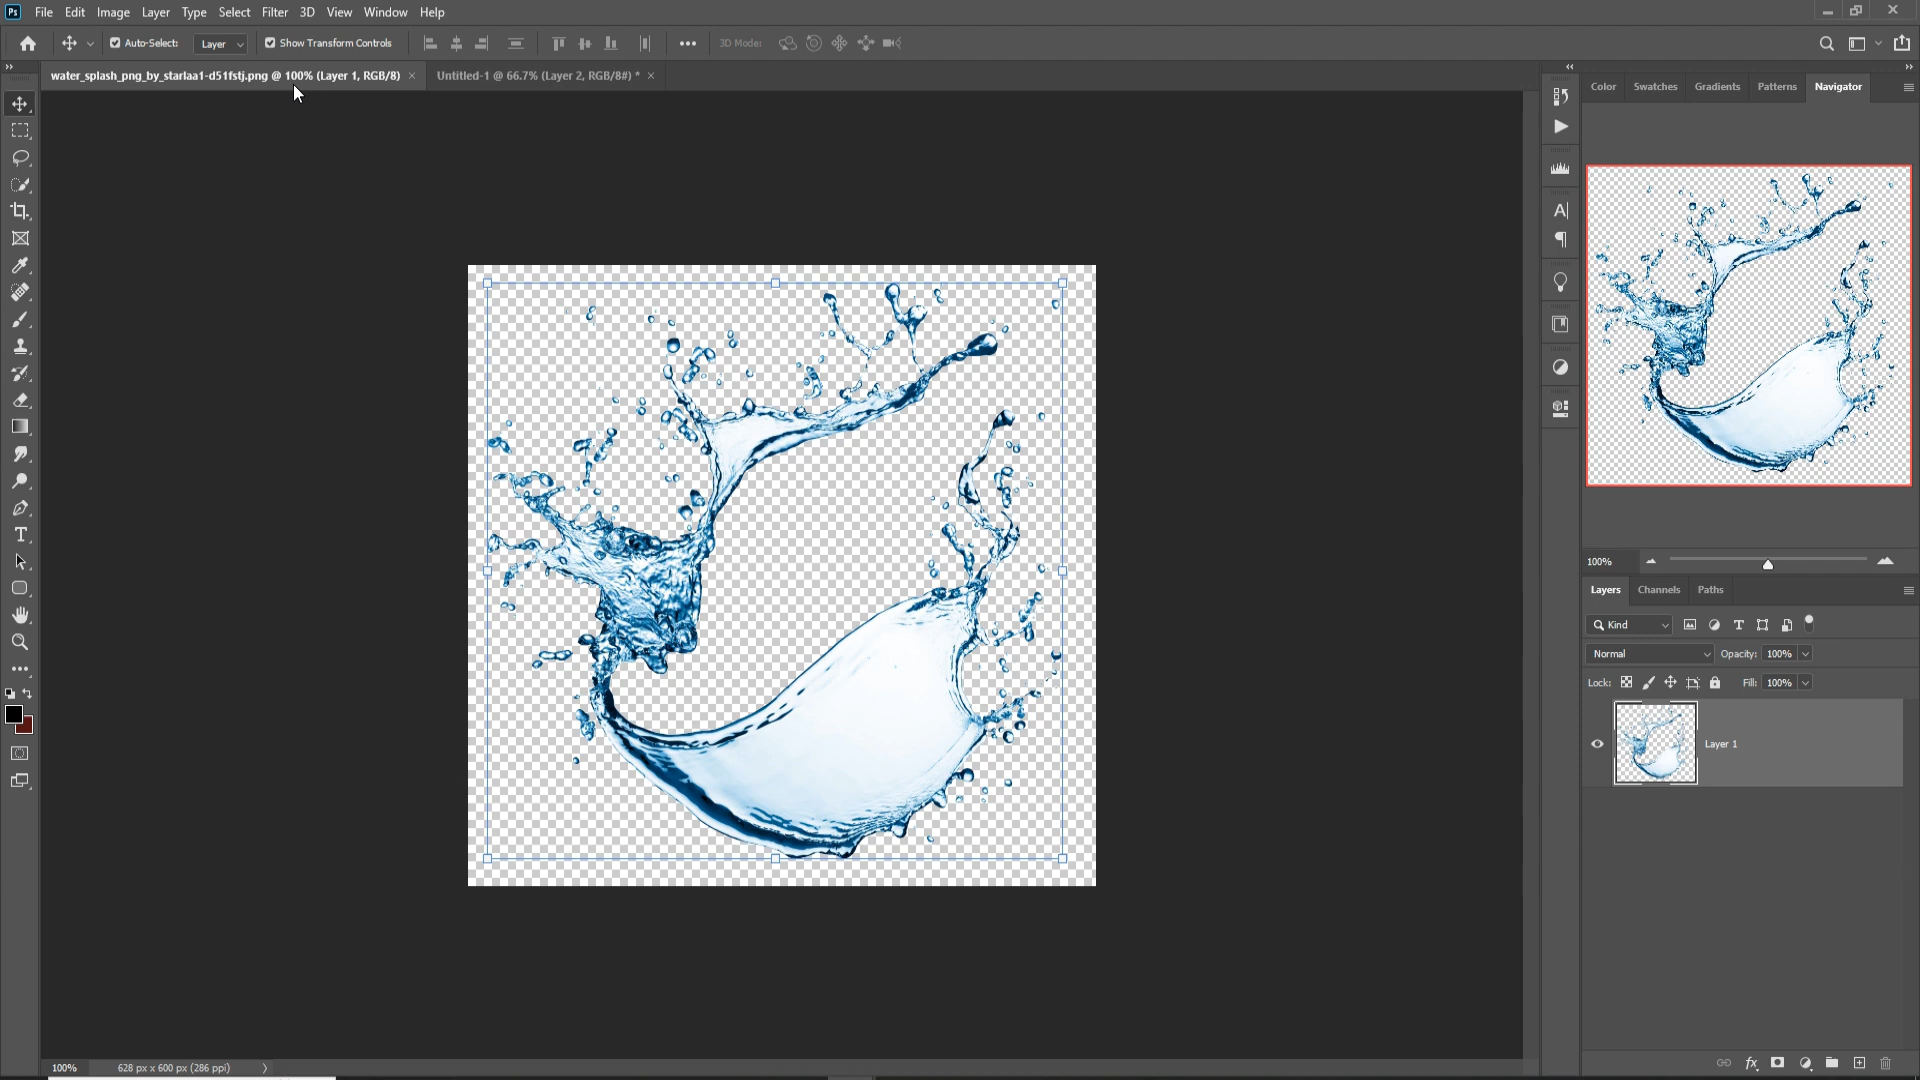 Ps File Edit Image Layer Type Select Filter 3D View Window Help
Auto-Select: Layer Show Transform Controls 3D Mode:
water_splash_png_by_starlaa1-d51fstj.png @ 100% (Layer 1, RGB/8) × Untitled-1 @ 66.7% (Layer 2, RGB/8#) * ×
Color Swatches Gradients Patterns Navigator
100%
Layers Channels Paths
Kind
Normal Opacity: 100%
Lock: Fill: 100%
Layer 1
100% 628 px x 600 px (286 ppi)